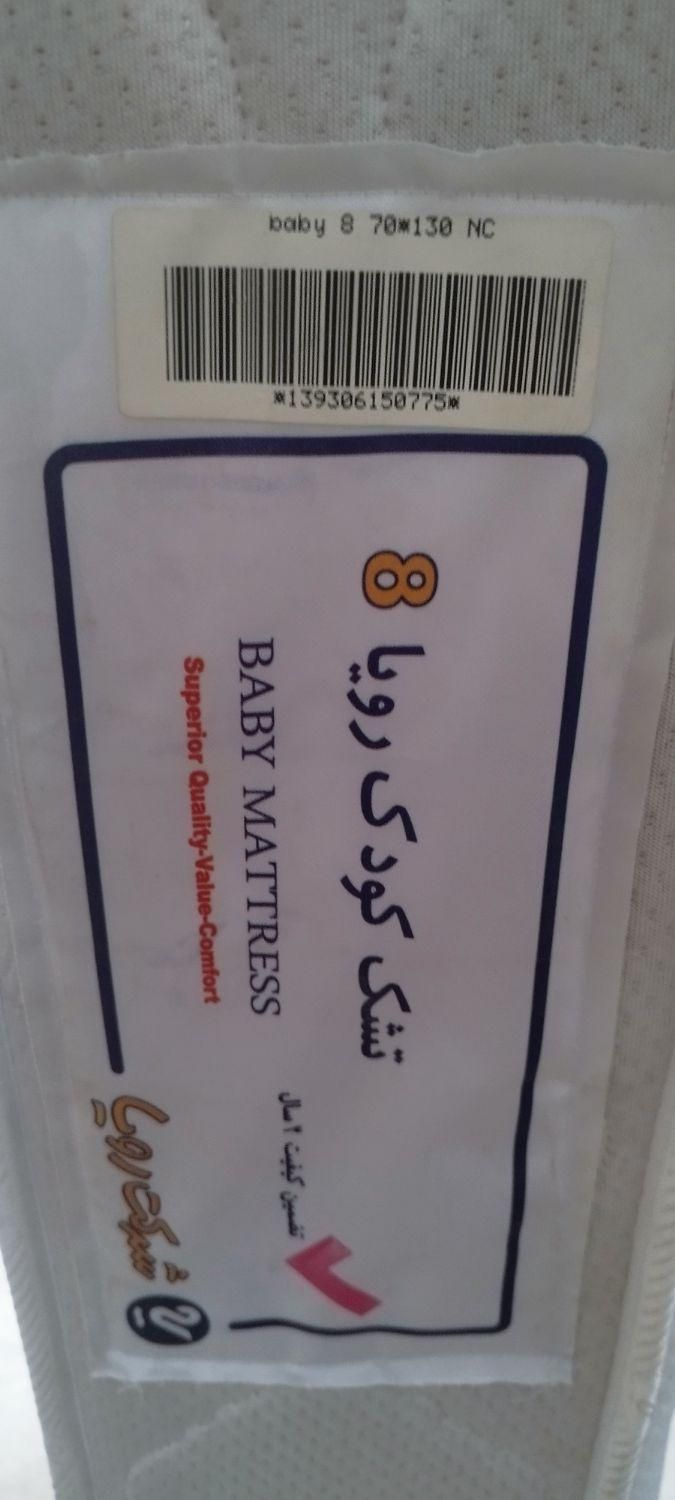 baby 8 70*130 NC
*139306150775*
تشک کودک رویا 8
BABY MATTRESS
Superior Quality-Value-Comfort
تضمین کیفیت ۲ سال
شرکت رویا